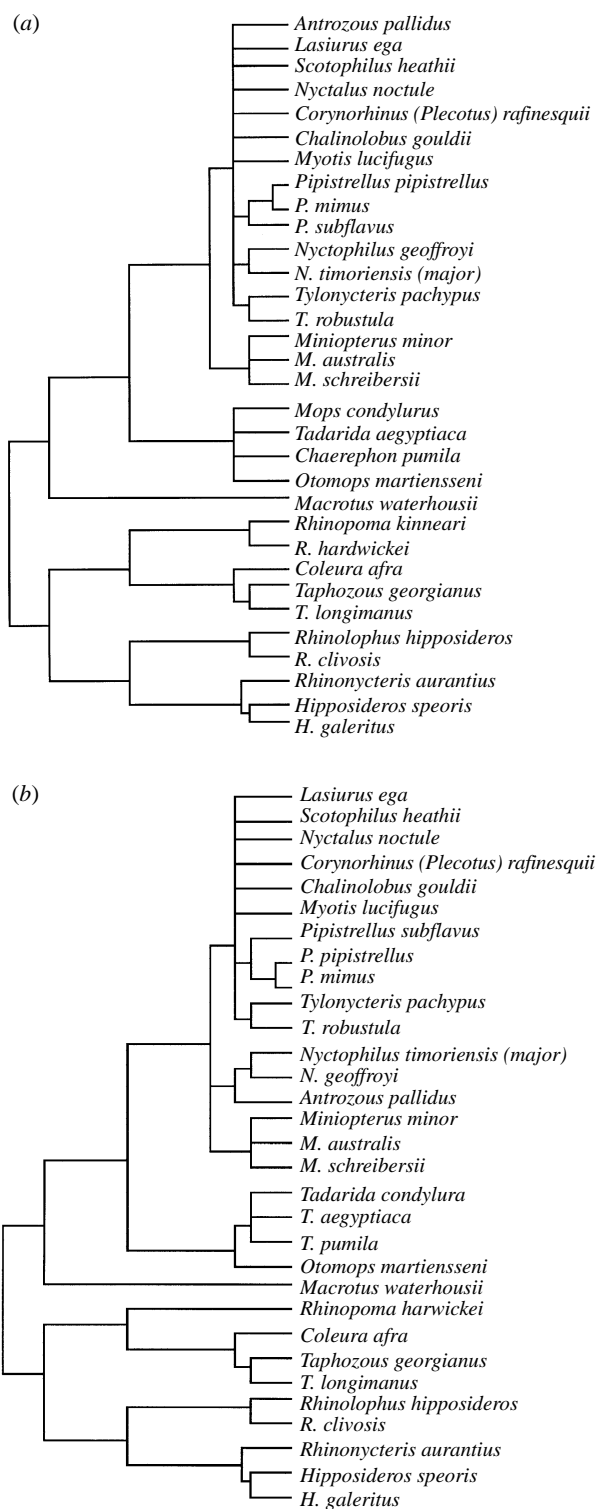 (a)
Antrozous pallidus
Lasiurus ega
Scotophilus heathii
Nyctalus noctule
Corynorhinus (Plecotus) rafinesquii
Chalinolobus gouldii
Myotis lucifugus
Pipistrellus pipistrellus
P. mimus
P. subflavus
Nyctophilus geoffroyi
N. timoriensis (major)
Tylonycteris pachypus
T. robustula
Miniopterus minor
M. australis
M. schreibersii
Mops condylurus
Tadarida aegyptiaca
Chaerephon pumila
Otomops martiensseni
Macrotus waterhousii
Rhinopoma kinneari
R. hardwickei
Coleura afra
Taphozous georgianus
T. longimanus
Rhinolophus hipposideros
R. clivosis
Rhinonycteris aurantius
Hipposideros speoris
H. galeritus
(b)
Lasiurus ega
Scotophilus heathii
Nyctalus noctule
Corynorhinus (Plecotus) rafinesquii
Chalinolobus gouldii
Myotis lucifugus
Pipistrellus subflavus
P. pipistrellus
P. mimus
Tylonycteris pachypus
T. robustula
Nyctophilus timoriensis (major)
N. geoffroyi
Antrozous pallidus
Miniopterus minor
M. australis
M. schreibersii
Tadarida condylura
T. aegyptiaca
T. pumila
Otomops martiensseni
Macrotus waterhousii
Rhinopoma harwickei
Coleura afra
Taphozous georgianus
T. longimanus
Rhinolophus hipposideros
R. clivosis
Rhinonycteris aurantius
Hipposideros speoris
H. galeritus